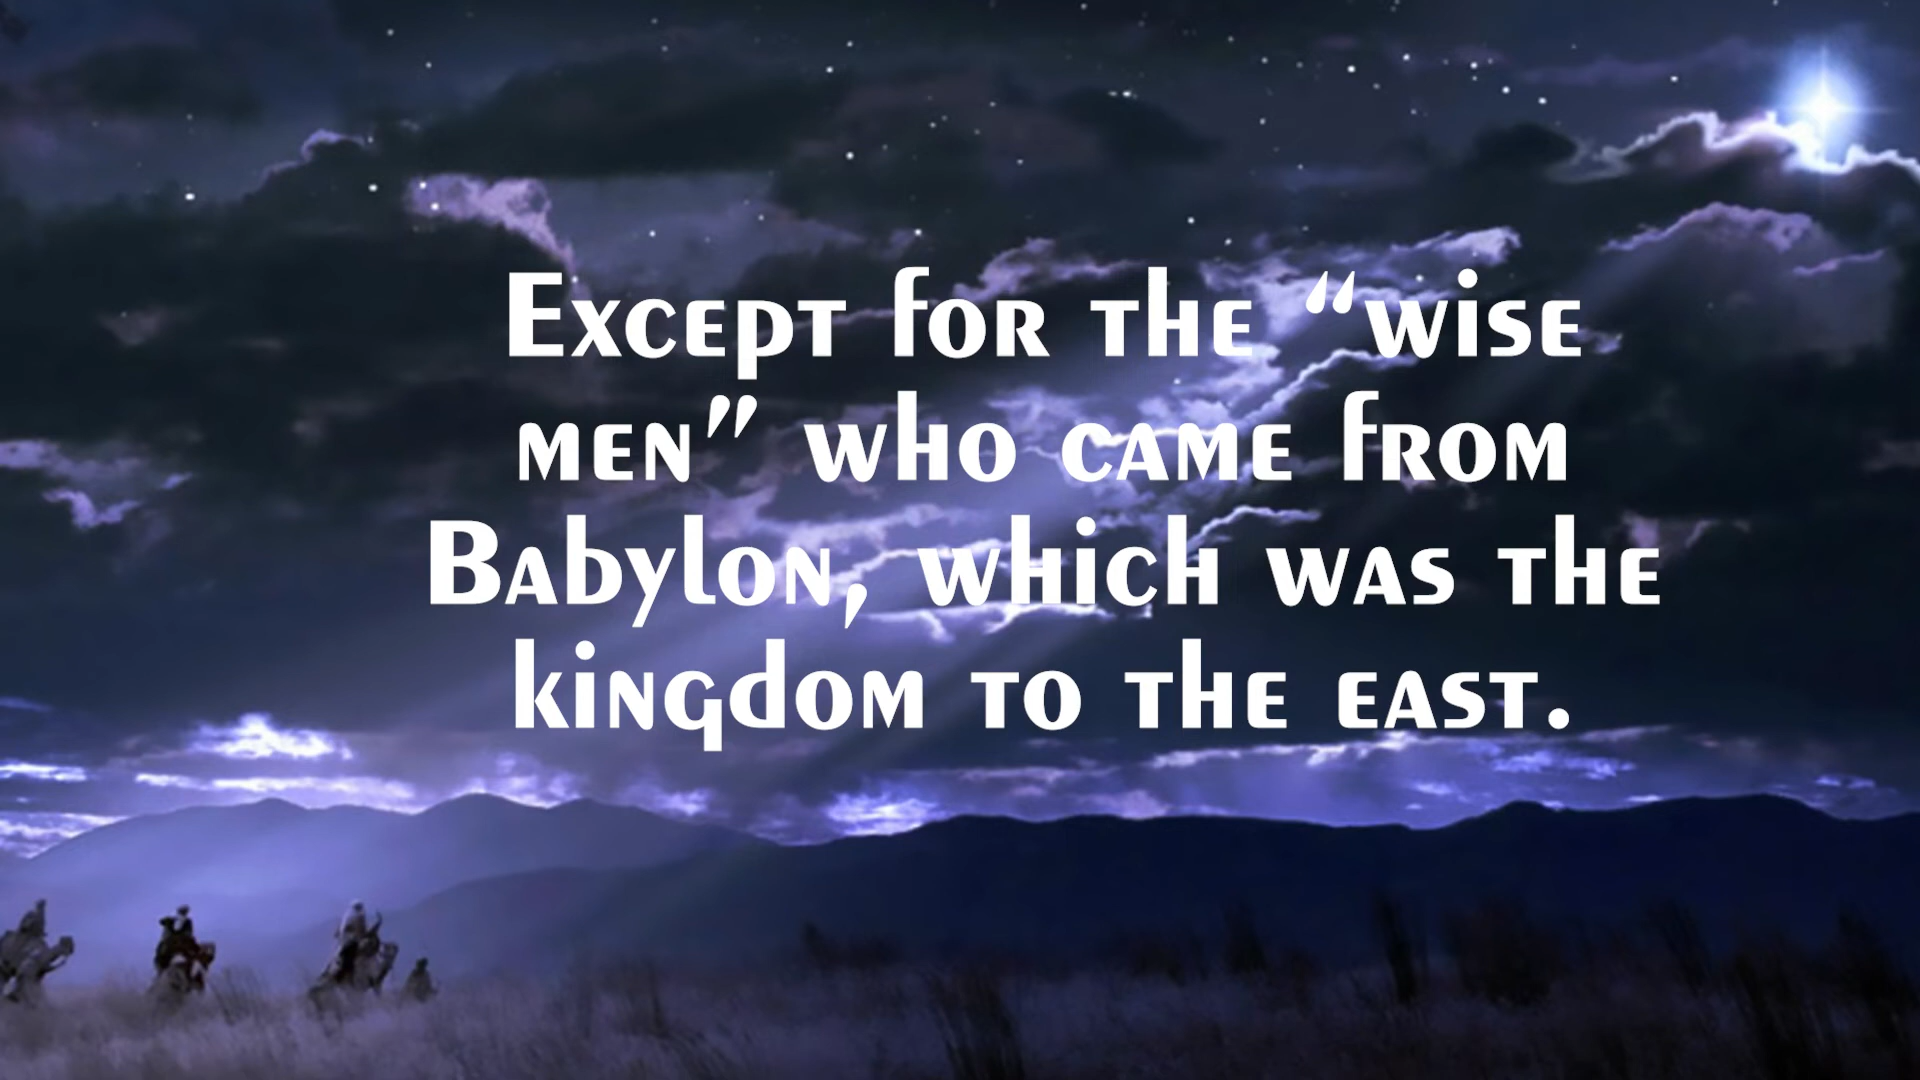 Except for the “wise
men” who came from
Babylon, which was the
kingdom to the east.